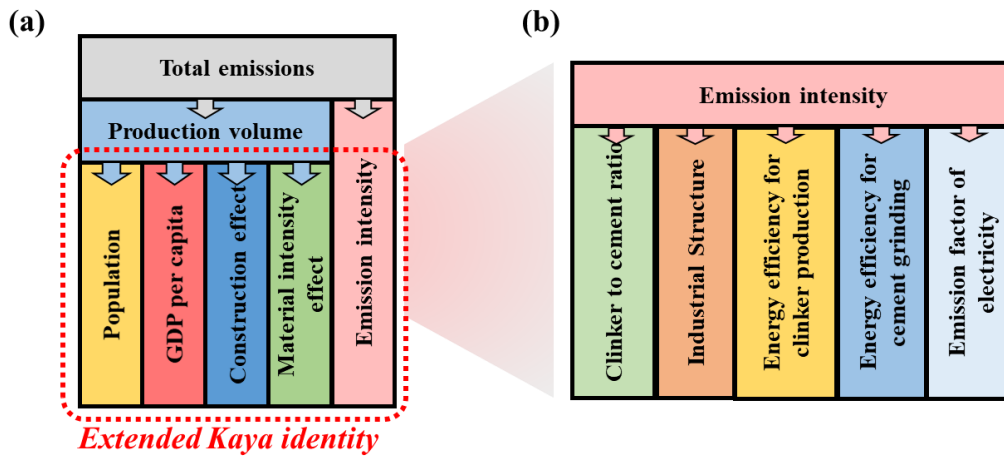 (a)
Total emissions
Production volume
Population
GDP per capita
Construction effect
Material intensity
effect
Emission intensity
Extended Kaya identity
(b)
Emission intensity
Clinker to cement ratio
Industrial Structure
Energy efficiency for
clinker production
Energy efficiency for
cement grinding
Emission factor of
electricity